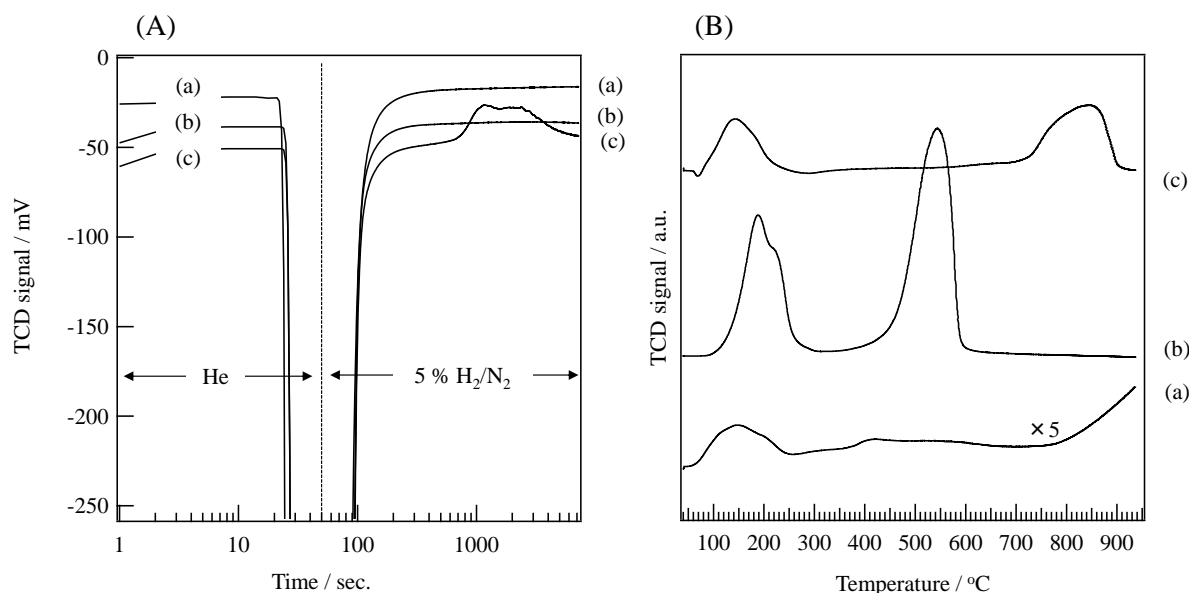 (A)
0
-50
-100
-150
-200
-250
TCD signal / mV
(a)
(b)
(c)
(a)
(b)
(c)
He
5 % H2/N2
1
10
100
1000
Time / sec.
(B)
TCD signal / a.u.
(c)
(b)
(a)
×5
100 200 300 400 500 600 700 800 900
Temperature / °C